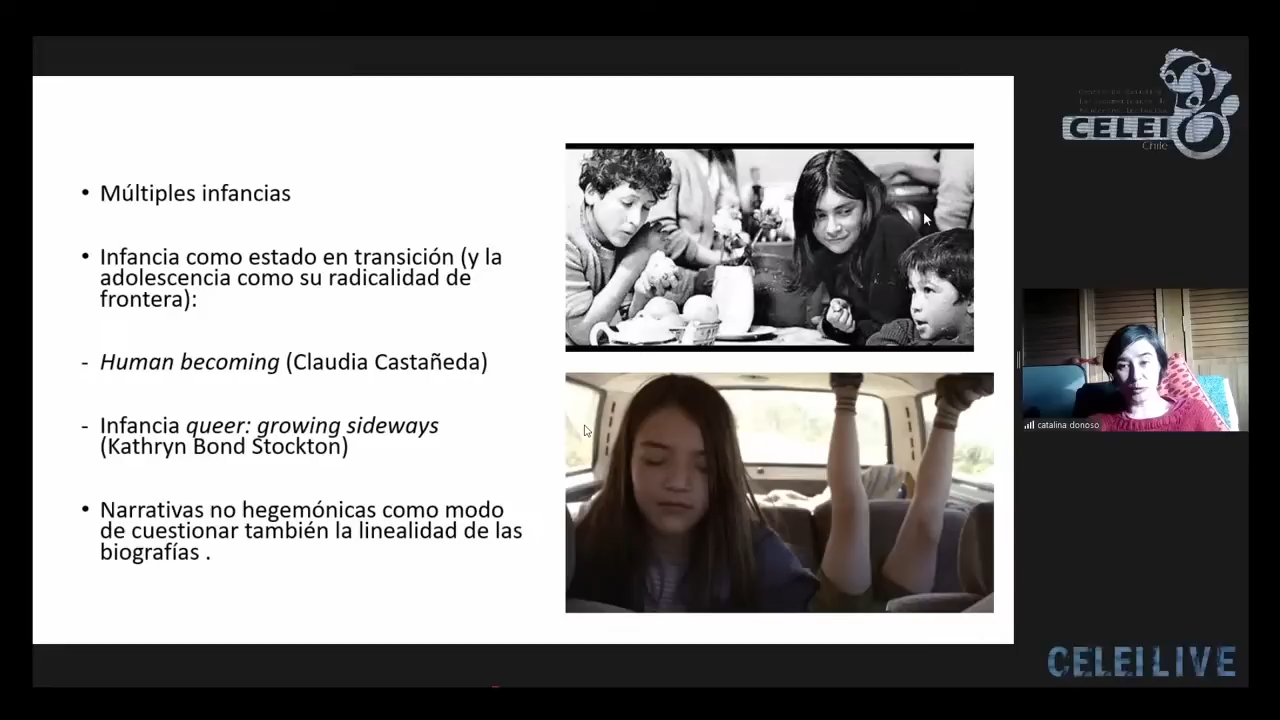 • Múltiples infancias
• Infancia como estado en transición (y la
adolescencia como su radicalidad de
frontera):
- Human becoming (Claudia Castañeda)
- Infancia queer: growing sideways
(Kathryn Bond Stockton)
• Narrativas no hegemónicas como modo
de cuestionar también la linealidad de las
biografías .
CELEI
Chile
catalina donoso
CELEI LIVE